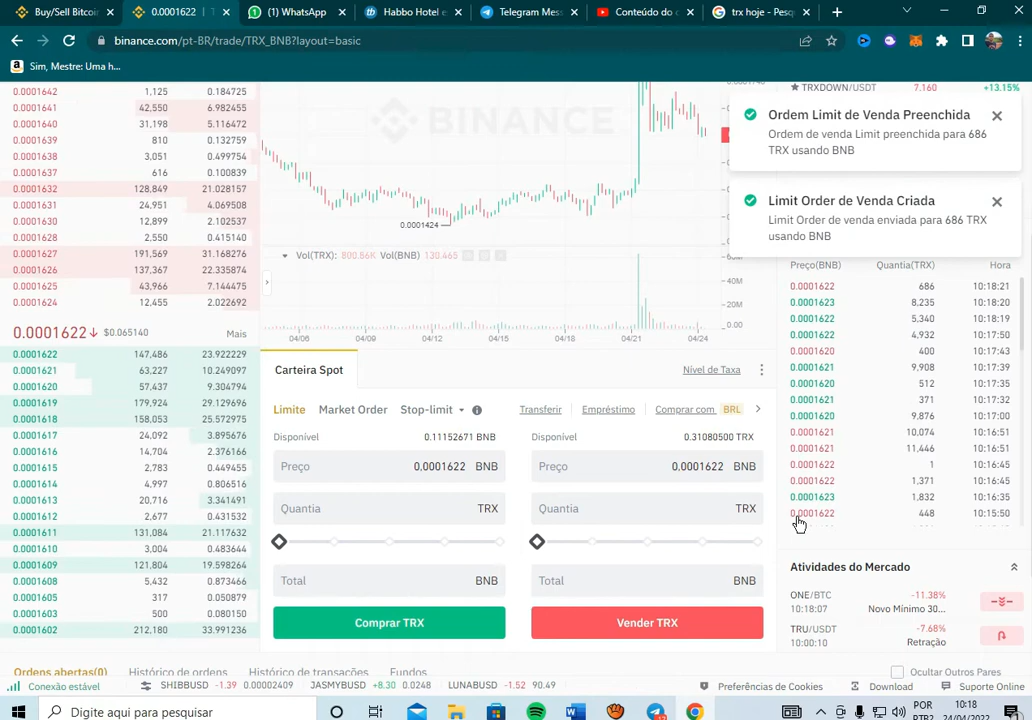 Buy/Sell Bitcoin
0.0001622 | T
(1) WhatsApp
Habbo Hotel e
Telegram Mess
Conteúdo do c
trx hoje - Pesq
binance.com/pt-BR/trade/TRX_BNB?layout=basic
Sim, Mestre: Uma h...
0.0001642 1,125 0.184725
0.0001641 42,550 6.982455
0.0001640 31,198 5.116472
0.0001639 810 0.132759
0.0001638 3,051 0.499754
0.0001637 616 0.100839
0.0001632 128,849 21.028157
0.0001631 24,951 4.069508
0.0001630 12,899 2.102537
0.0001628 2,550 0.415140
0.0001627 191,569 31.168276
0.0001626 137,367 22.335874
0.0001625 43,966 7.144475
0.0001624 12,455 2.022692
0.0001622 $0.065140 Mais
0.0001622 147,486 23.922229
0.0001621 63,227 10.249097
0.0001620 57,437 9.304794
0.0001619 179,924 29.129696
0.0001618 158,053 25.572975
0.0001617 24,092 3.895676
0.0001616 14,704 2.376166
0.0001615 2,783 0.449455
0.0001614 4,997 0.806516
0.0001613 20,716 3.341491
0.0001612 2,677 0.431532
0.0001611 131,084 21.117632
0.0001610 3,004 0.483644
0.0001609 121,804 19.598264
0.0001608 5,432 0.873466
0.0001605 317 0.050879
0.0001603 500 0.080150
0.0001602 212,180 33.991236
BINANCE
0.0001424
Vol(TRX): 800.86K Vol(BNB) 130.465
40M
20M
0.00
04/06 04/09 04/12 04/15 04/18 04/21 04/24
TRXDOWN/USDT 7.160 +13.15%
Ordem Limit de Venda Preenchida
Ordem de venda Limit preenchida para 686
TRX usando BNB
Limit Order de Venda Criada
Limit Order de venda enviada para 686 TRX
usando BNB
Preço(BNB) Quantia(TRX) Hora
0.0001622 686 10:18:21
0.0001623 8,235 10:18:20
0.0001622 5,340 10:18:19
0.0001622 4,932 10:17:50
0.0001620 400 10:17:43
0.0001621 9,908 10:17:39
0.0001620 512 10:17:35
0.0001621 371 10:17:32
0.0001620 9,876 10:17:00
0.0001621 10,074 10:16:51
0.0001621 11,446 10:16:51
0.0001622 1 10:16:45
0.0001622 1,371 10:16:45
0.0001623 1,832 10:16:35
0.0001622 448 10:15:50
Carteira Spot
Nível de Taxa
Limite Market Order Stop-limit
Transferir Empréstimo Comprar com BRL
Disponível 0.11152671 BNB
Preço 0.0001622 BNB
Quantia TRX
Total BNB
Comprar TRX
Disponível 0.31080500 TRX
Preço 0.0001622 BNB
Quantia TRX
Total BNB
Vender TRX
Atividades do Mercado
ONE/BTC -11.38%
10:18:07 Novo Mínimo 30...
TRU/USDT -7.68%
10:00:10 Retração
Ordens abertas(0) Histórico de ordens Histórico de transações Fundos
Ocultar Outros Pares
Conexão estável
SHIBBUSD -1.39 0.00002409 JASMYBUSD +8.30 0.0248 LUNABUSD -1.52 90.49
Preferências de Cookies Download Suporte Online
Digite aqui para pesquisar
POR
10:18
24/04/2022